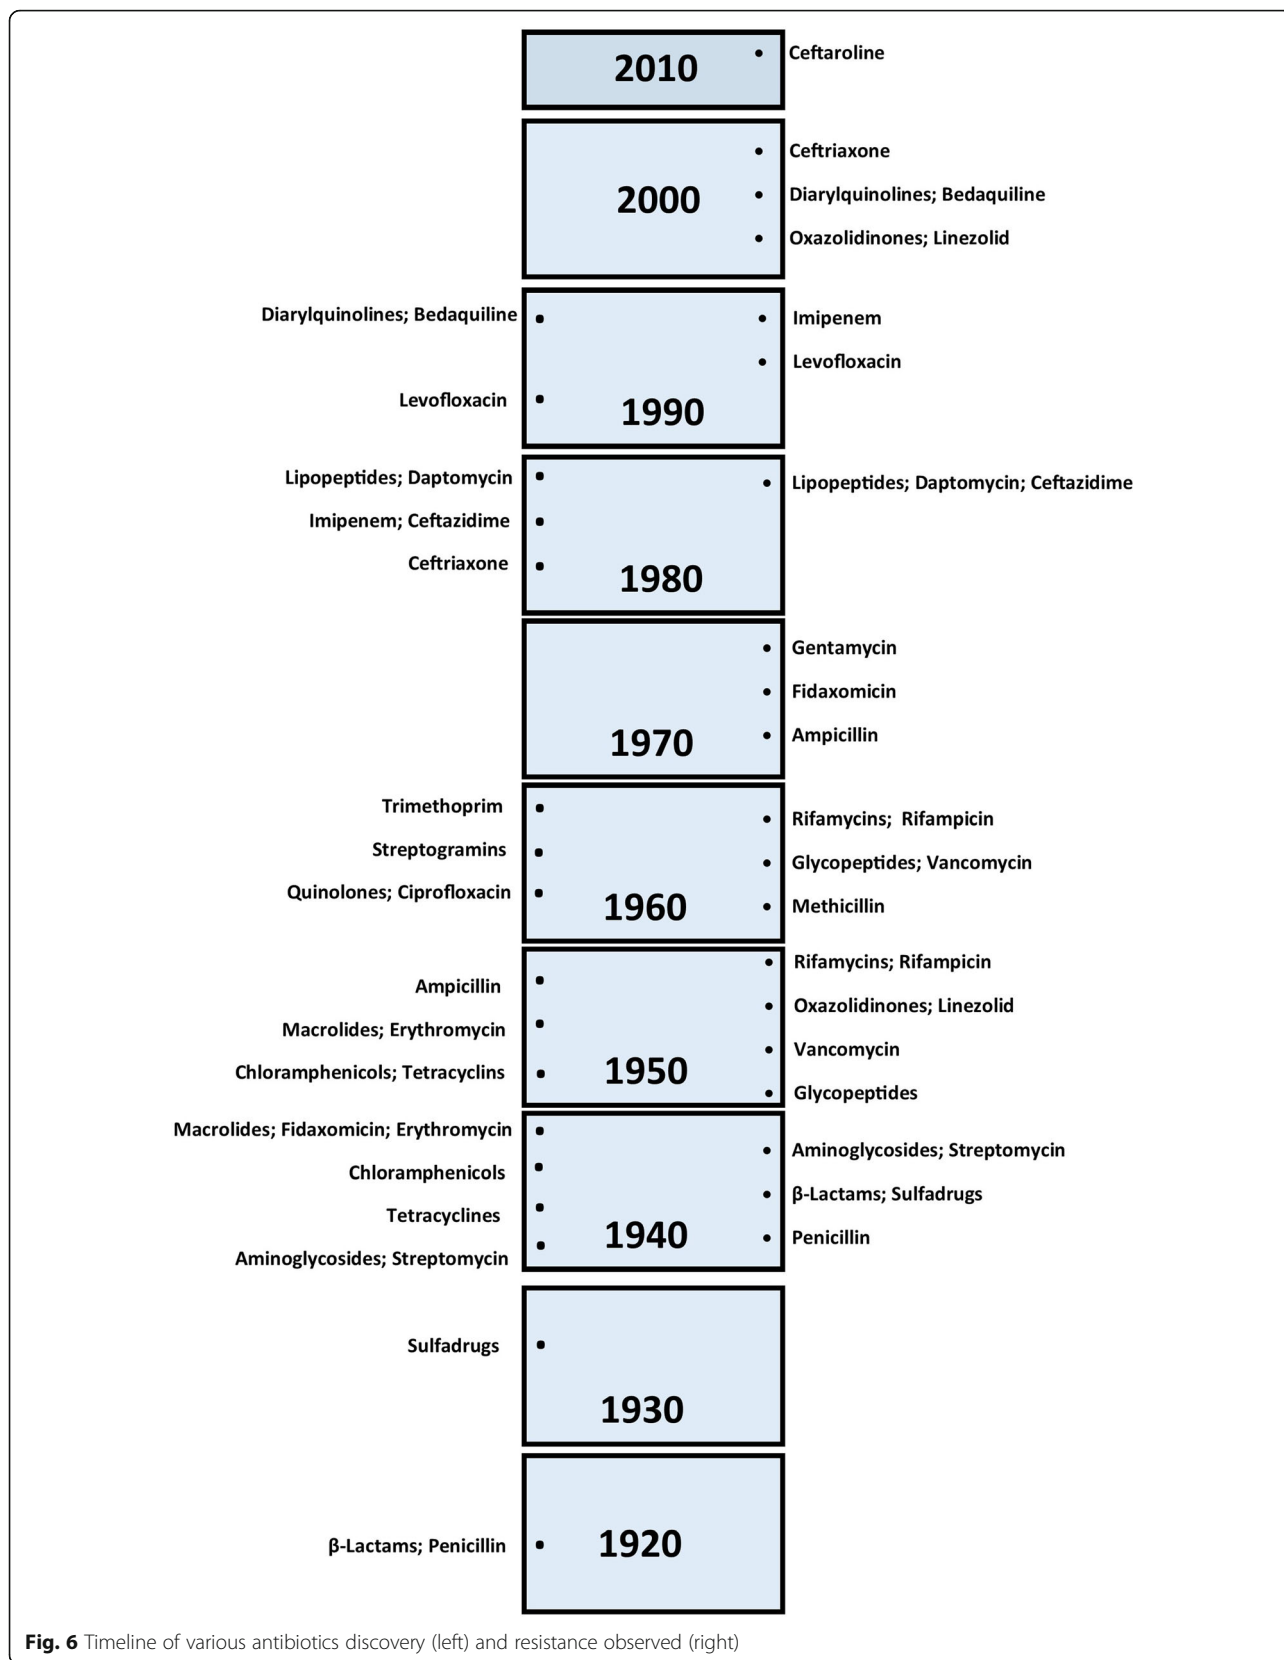 2010
Ceftaroline
2000
Ceftriaxone
Diarylquinolines; Bedaquiline
Oxazolidinones; Linezolid
Diarylquinolines; Bedaquiline
Levofloxacin
1990
Imipenem
Levofloxacin
Lipopeptides; Daptomycin
Imipenem; Ceftazidime
Ceftriaxone
1980
Lipopeptides; Daptomycin; Ceftazidime
1970
Gentamycin
Fidaxomicin
Ampicillin
Trimethoprim
Streptogramins
Quinolones; Ciprofloxacin
1960
Rifamycins; Rifampicin
Glycopeptides; Vancomycin
Methicillin
Ampicillin
Macrolides; Erythromycin
Chloramphenicols; Tetracyclins
1950
Rifamycins; Rifampicin
Oxazolidinones; Linezolid
Vancomycin
Glycopeptides
Macrolides; Fidaxomicin; Erythromycin
Chloramphenicols
Tetracyclines
Aminoglycosides; Streptomycin
1940
Aminoglycosides; Streptomycin
β-Lactams; Sulfadrugs
Penicillin
Sulfadrugs
1930
β-Lactams; Penicillin
1920
Fig. 6 Timeline of various antibiotics discovery (left) and resistance observed (right)